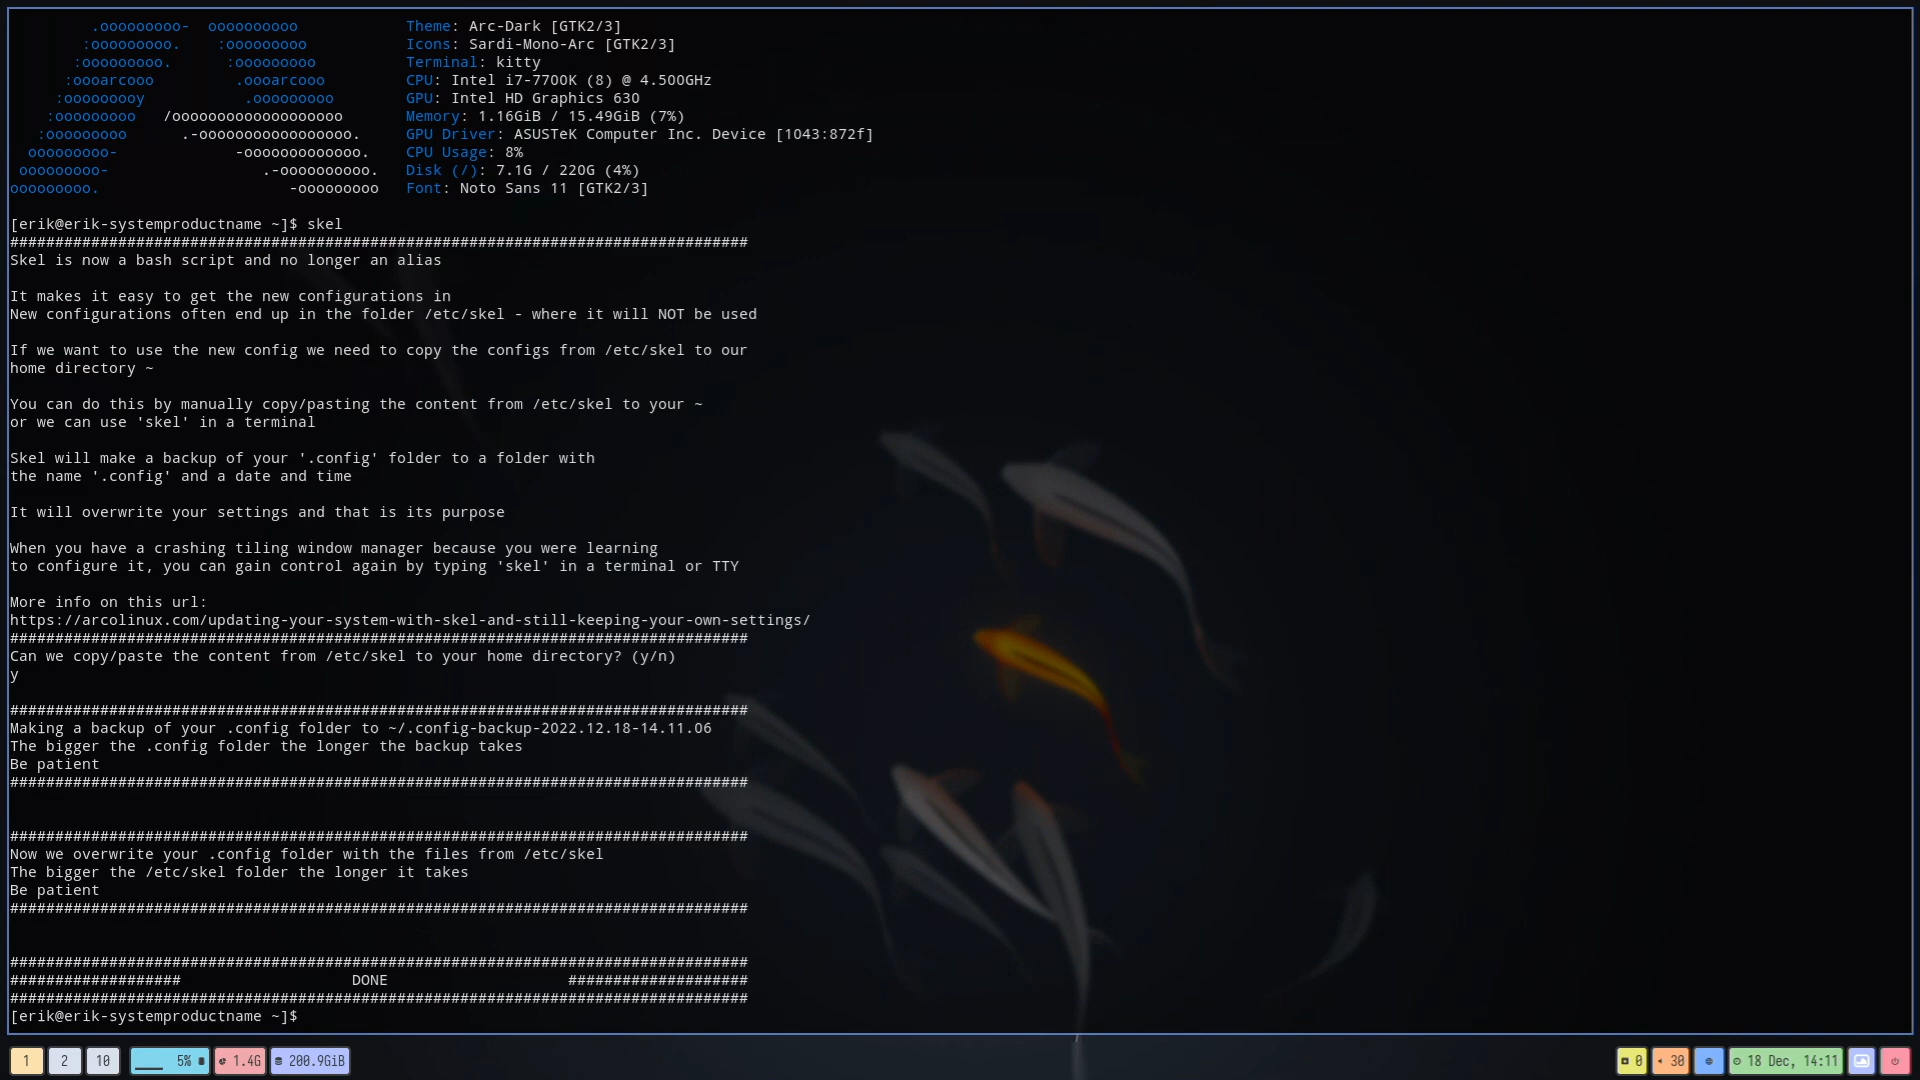 .ooooooooo-  oooooooooo  Theme: Arc-Dark [GTK2/3]
:ooooooooo.    :ooooooooo  Icons: Sardi-Mono-Arc [GTK2/3]
:ooooooooo.      :ooooooooo  Terminal: kitty
:oooarcooo         .oooarcooo  CPU: Intel i7-7700K (8) @ 4.500GHz
:ooooooooy           .ooooooooo  GPU: Intel HD Graphics 630
:ooooooooo   /ooooooooooooooooooo  Memory: 1.16GiB / 15.49GiB (7%)
:ooooooooo      .-ooooooooooooooooo.  GPU Driver: ASUSTeK Computer Inc. Device [1043:872f]
ooooooooo-             -ooooooooooooo.  CPU Usage: 8%
ooooooooo-                 .-oooooooooo.  Disk (/): 7.1G / 220G (4%)
ooooooooo.                     -ooooooooo  Font: Noto Sans 11 [GTK2/3]
[erik@erik-systemproductname ~]$ skel
##################################################################################
Skel is now a bash script and no longer an alias
It makes it easy to get the new configurations in
New configurations often end up in the folder /etc/skel - where it will NOT be used
If we want to use the new config we need to copy the configs from /etc/skel to our
home directory ~
You can do this by manually copy/pasting the content from /etc/skel to your ~
or we can use 'skel' in a terminal
Skel will make a backup of your '.config' folder to a folder with
the name '.config' and a date and time
It will overwrite your settings and that is its purpose
When you have a crashing tiling window manager because you were learning
to configure it, you can gain control again by typing 'skel' in a terminal or TTY
More info on this url:
https://arcolinux.com/updating-your-system-with-skel-and-still-keeping-your-own-settings/
##################################################################################
Can we copy/paste the content from /etc/skel to your home directory? (y/n)
y
##################################################################################
Making a backup of your .config folder to ~/.config-backup-2022.12.18-14.11.06
The bigger the .config folder the longer the backup takes
Be patient
##################################################################################
##################################################################################
Now we overwrite your .config folder with the files from /etc/skel
The bigger the /etc/skel folder the longer it takes
Be patient
##################################################################################
##################################################################################
###################                   DONE                    ####################
##################################################################################
[erik@erik-systemproductname ~]$
1 2 10 5% 1.4G 200.9GiB 0 30 18 Dec, 14:11